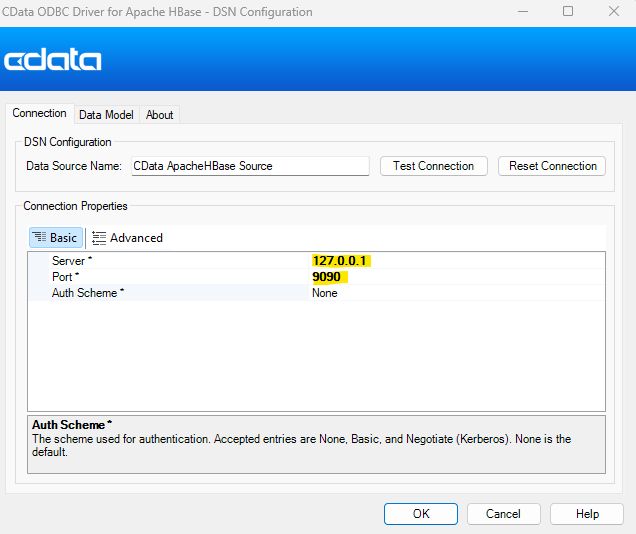 CData ODBC Driver for Apache HBase - DSN Configuration
cdata
Connection Data Model About
DSN Configuration
Data Source Name: CData ApacheHBase Source Test Connection Reset Connection
Connection Properties
Basic Advanced
Server * 127.0.0.1
Port * 9090
Auth Scheme * None
Auth Scheme *
The scheme used for authentication. Accepted entries are None, Basic, and Negotiate (Kerberos). None is the
default.
OK Cancel Help